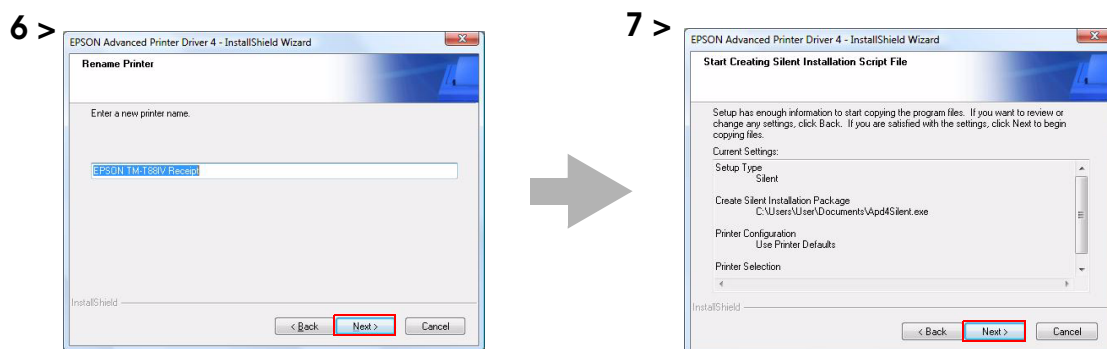 6 >
EPSON Advanced Printer Driver 4 - InstallShield Wizard
Rename Printer
Enter a new printer name.
EPSON TM-T88IV Receipt
InstallShield
< Back Next > Cancel
7 >
EPSON Advanced Printer Driver 4 - InstallShield Wizard
Start Creating Silent Installation Script File
Setup has enough information to start copying the program files. If you want to review or
change any settings, click Back. If you are satisfied with the settings, click Next to begin
copying files.
Current Settings:
Setup Type
Silent
Create Silent Installation Package
C:\Users\User\Documents\Apd4Silent.exe
Printer Configuration
Use Printer Defaults
Printer Selection
InstallShield
< Back Next > Cancel